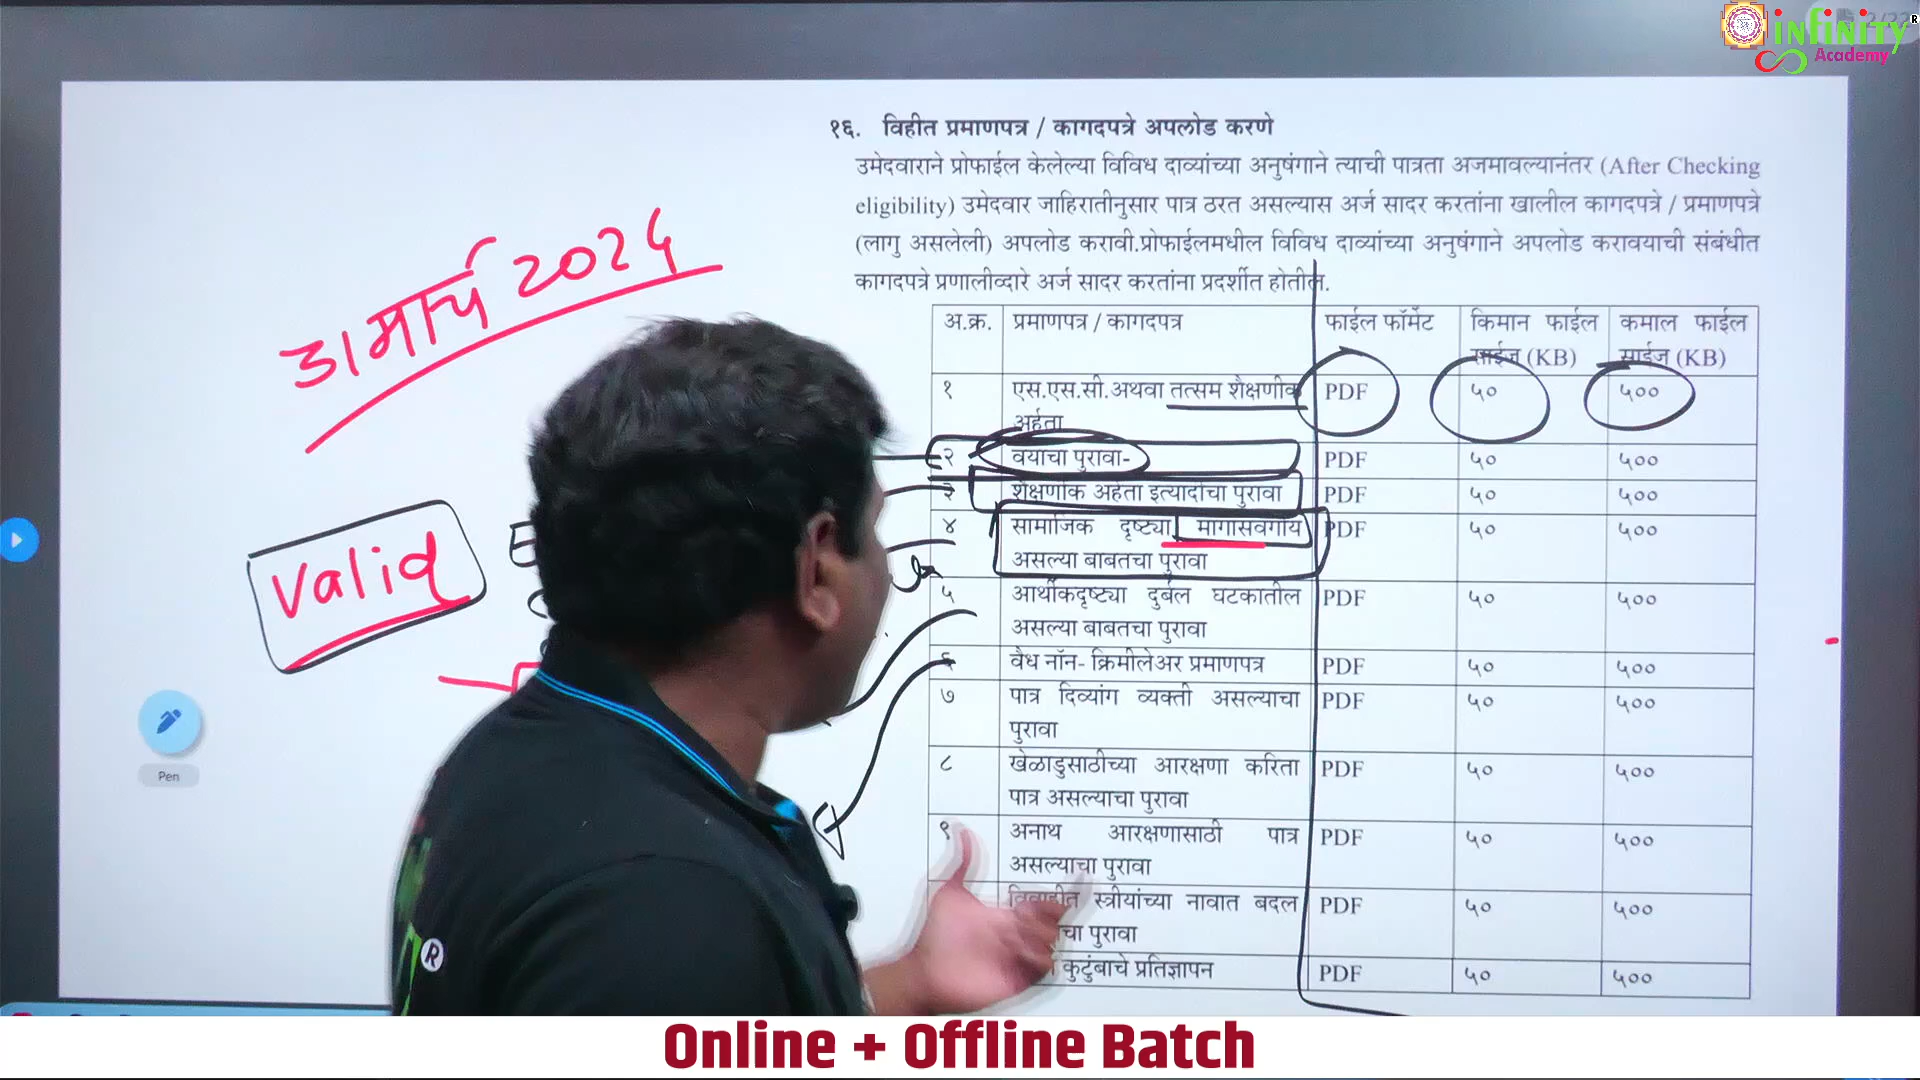 infinity
Academy
१६. विहीत प्रमाणपत्र / कागदपत्रे अपलोड करणे
उमेदवाराने प्रोफाईल केलेल्या विविध दाव्यांच्या अनुषंगाने त्याची पात्रता अजमावल्यानंतर (After Checking
eligibility) उमेदवार जाहिरातीनुसार पात्र ठरत असल्यास अर्ज सादर करतांना खालील कागदपत्रे / प्रमाणपत्रे
(लागु असलेली) अपलोड करावी.प्रोफाईलमधील विविध दाव्यांच्या अनुषंगाने अपलोड करावयाची संबंधीत
कागदपत्रे प्रणालीव्दारे अर्ज सादर करतांना प्रदर्शीत होतील.
अ.क्र. प्रमाणपत्र / कागदपत्र फाईल फॉर्मेट किमान फाईल कमाल फाईल
साईज (KB) साईज (KB)
१ एस.एस.सी.अथवा तत्सम शैक्षणीक PDF ५० ५००
अर्हता
२ वयाचा पुरावा- PDF ५० ५००
३ शैक्षणीक अर्हता इत्यादीचा पुरावा PDF ५० ५००
४ सामाजिक दृष्ट्या मागासवर्गीय PDF ५० ५००
असल्या बाबतचा पुरावा
५ आर्थीकदृष्ट्या दुर्बल घटकातील PDF ५० ५००
असल्या बाबतचा पुरावा
६ वैध नॉन- क्रिमीलेअर प्रमाणपत्र PDF ५० ५००
७ पात्र दिव्यांग व्यक्ती असल्याचा PDF ५० ५००
पुरावा
८ खेळाडुसाठीच्या आरक्षणा करिता PDF ५० ५००
पात्र असल्याचा पुरावा
९ अनाथ आरक्षणासाठी पात्र PDF ५० ५००
असल्याचा पुरावा
विवाहीत स्त्रीयांच्या नावात बदल PDF ५० ५००
पुरावा
कुटुंबाचे प्रतिज्ञापन PDF ५० ५००
मार्च
Valid
Pen
Online + Offline Batch